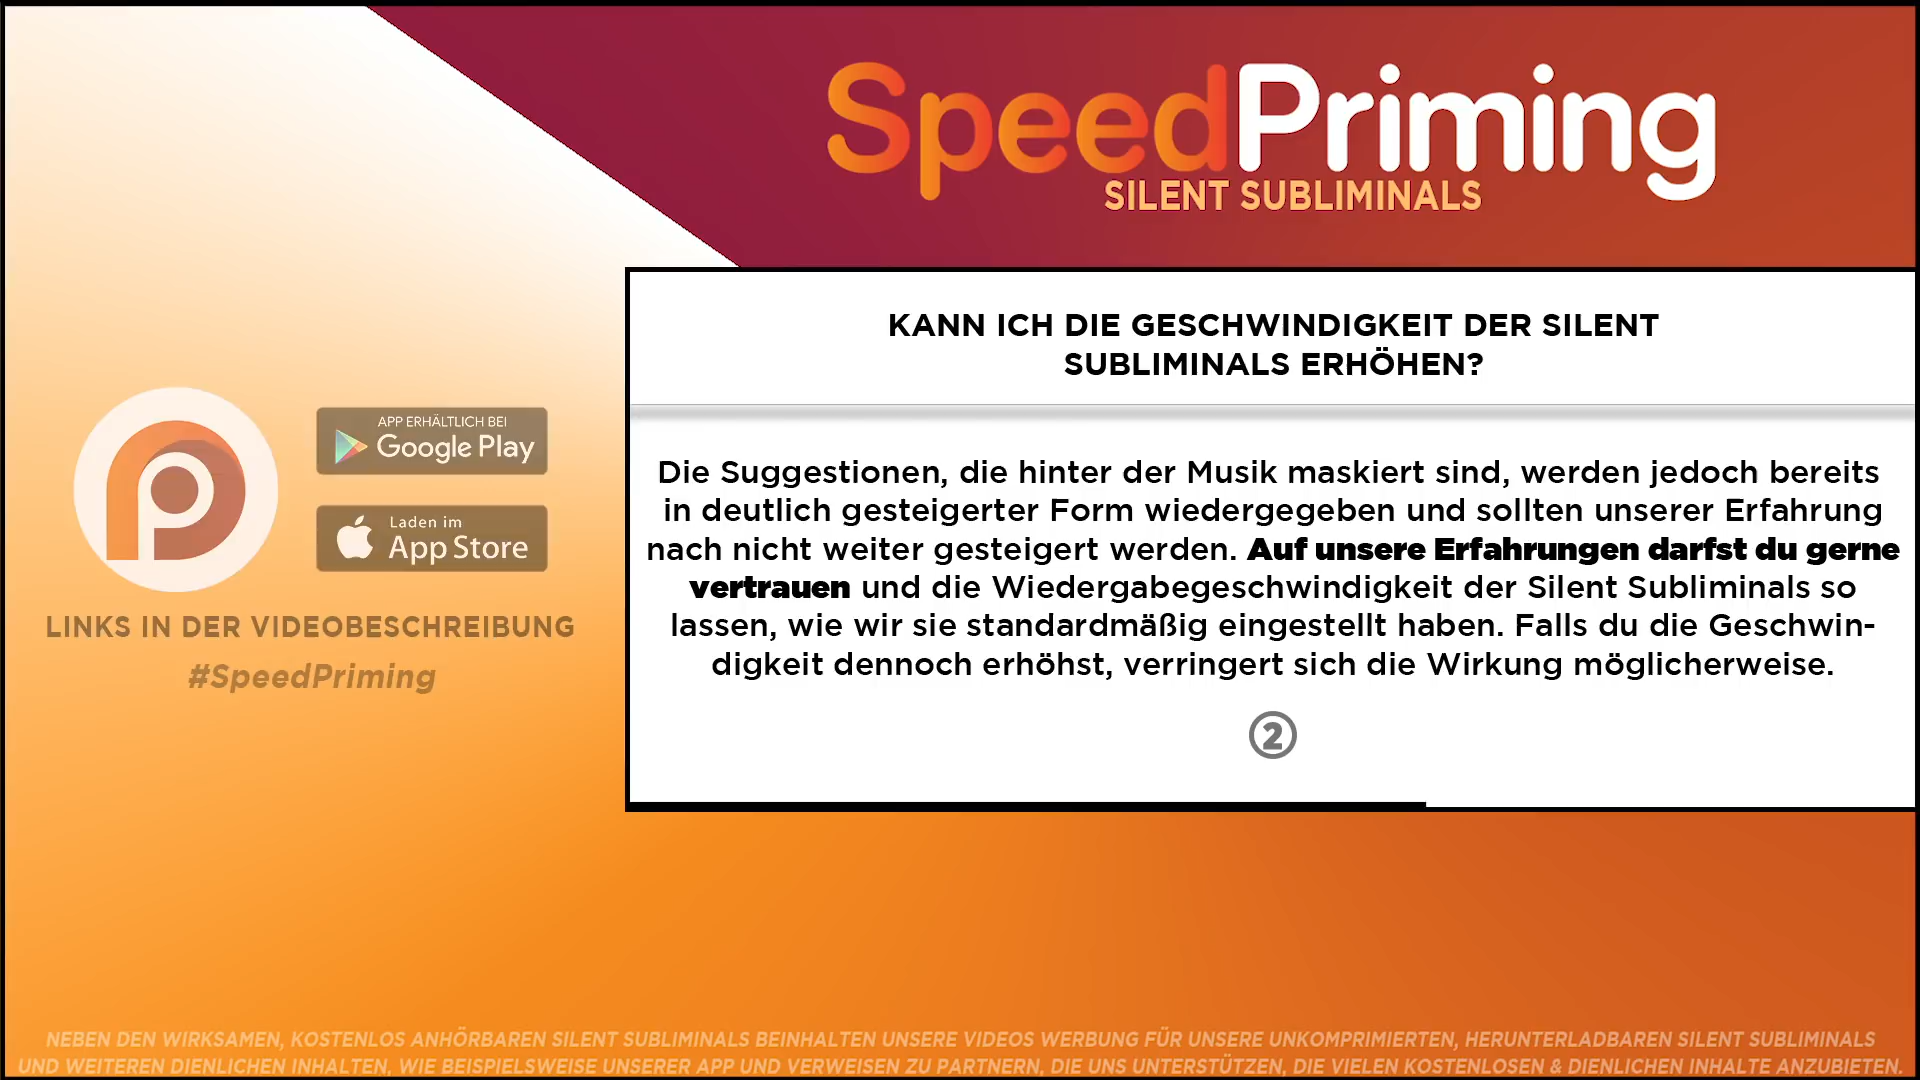 SpeedPriming
SILENT SUBLIMINALS
KANN ICH DIE GESCHWINDIGKEIT DER SILENT
SUBLIMINALS ERHÖHEN?
Die Suggestionen, die hinter der Musik maskiert sind, werden jedoch bereits
in deutlich gesteigerter Form wiedergegeben und sollten unserer Erfahrung
nach nicht weiter gesteigert werden. Auf unsere Erfahrungen darfst du gerne
vertrauen und die Wiedergabegeschwindigkeit der Silent Subliminals so
lassen, wie wir sie standardmäßig eingestellt haben. Falls du die Geschwin-
digkeit dennoch erhöhst, verringert sich die Wirkung möglicherweise.
2
APP ERHÄLTLICH BEI
Google Play
Laden im
App Store
LINKS IN DER VIDEOBESCHREIBUNG
#SpeedPriming
NEBEN DEN WIRKSAMEN, KOSTENLOS ANHÖRBAREN SILENT SUBLIMINALS BEINHALTEN UNSERE VIDEOS WERBUNG FÜR UNSERE UNKOMPRIMIERTEN, HERUNTERLADBAREN SILENT SUBLIMINALS
UND WEITEREN DIENLICHEN INHALTEN, WIE BEISPIELSWEISE UNSERER APP UND VERWEISEN ZU PARTNERN, DIE UNS UNTERSTÜTZEN, DIE VIELEN KOSTENLOSEN & DIENLICHEN INHALTE ANZUBIETEN.